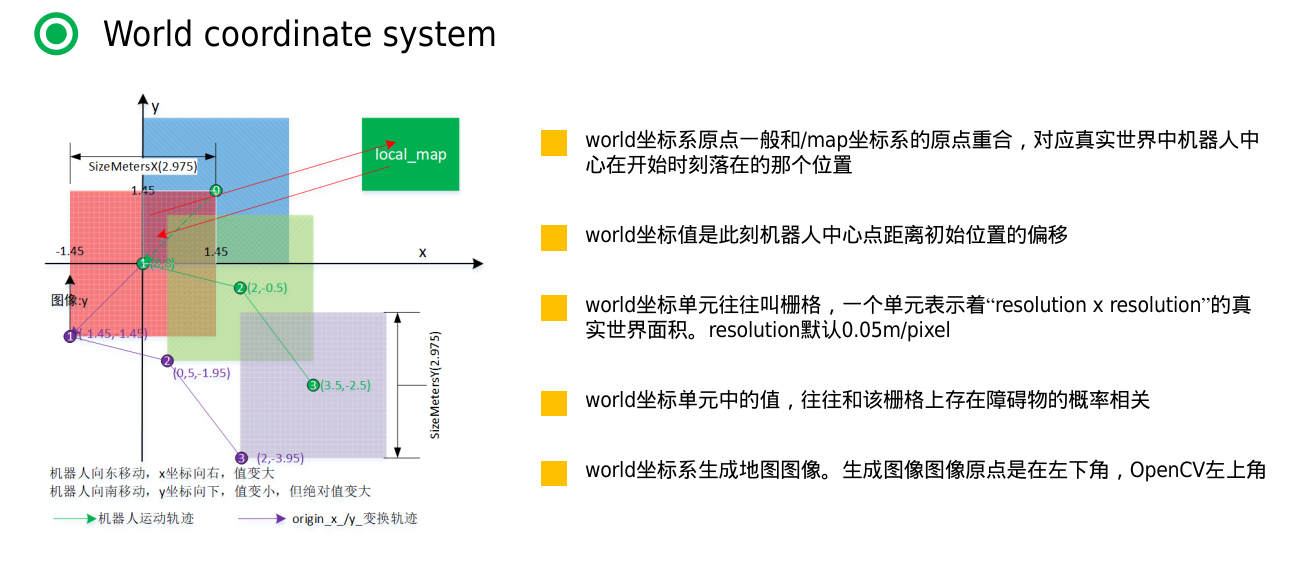 World coordinate system
y
SizeMetersX(2.975)
local_map
1.45
0
-1.45
1.45
x
1
图像:y
2
(2,-0.5)
1
(-1.45,-1.45)
2
(0,5,-1.95)
3
(3.5,-2.5)
SizeMetersY(2.975)
3
(2,-3.95)
机器人向东移动，x坐标向右，值变大
机器人向南移动，y坐标向下，值变小，但绝对值变大
机器人运动轨迹
origin_x_/y_变换轨迹
world坐标系原点一般和/map坐标系的原点重合，对应真实世界中机器人中
心在开始时刻落在的那个位置
world坐标值是此刻机器人中心点距离初始位置的偏移
world坐标单元往往叫栅格，一个单元表示着“resolution x resolution”的真
实世界面积。resolution默认0.05m/pixel
world坐标单元中的值，往往和该栅格上存在障碍物的概率相关
world坐标系生成地图图像。生成图像图像原点是在左下角，OpenCV左上角